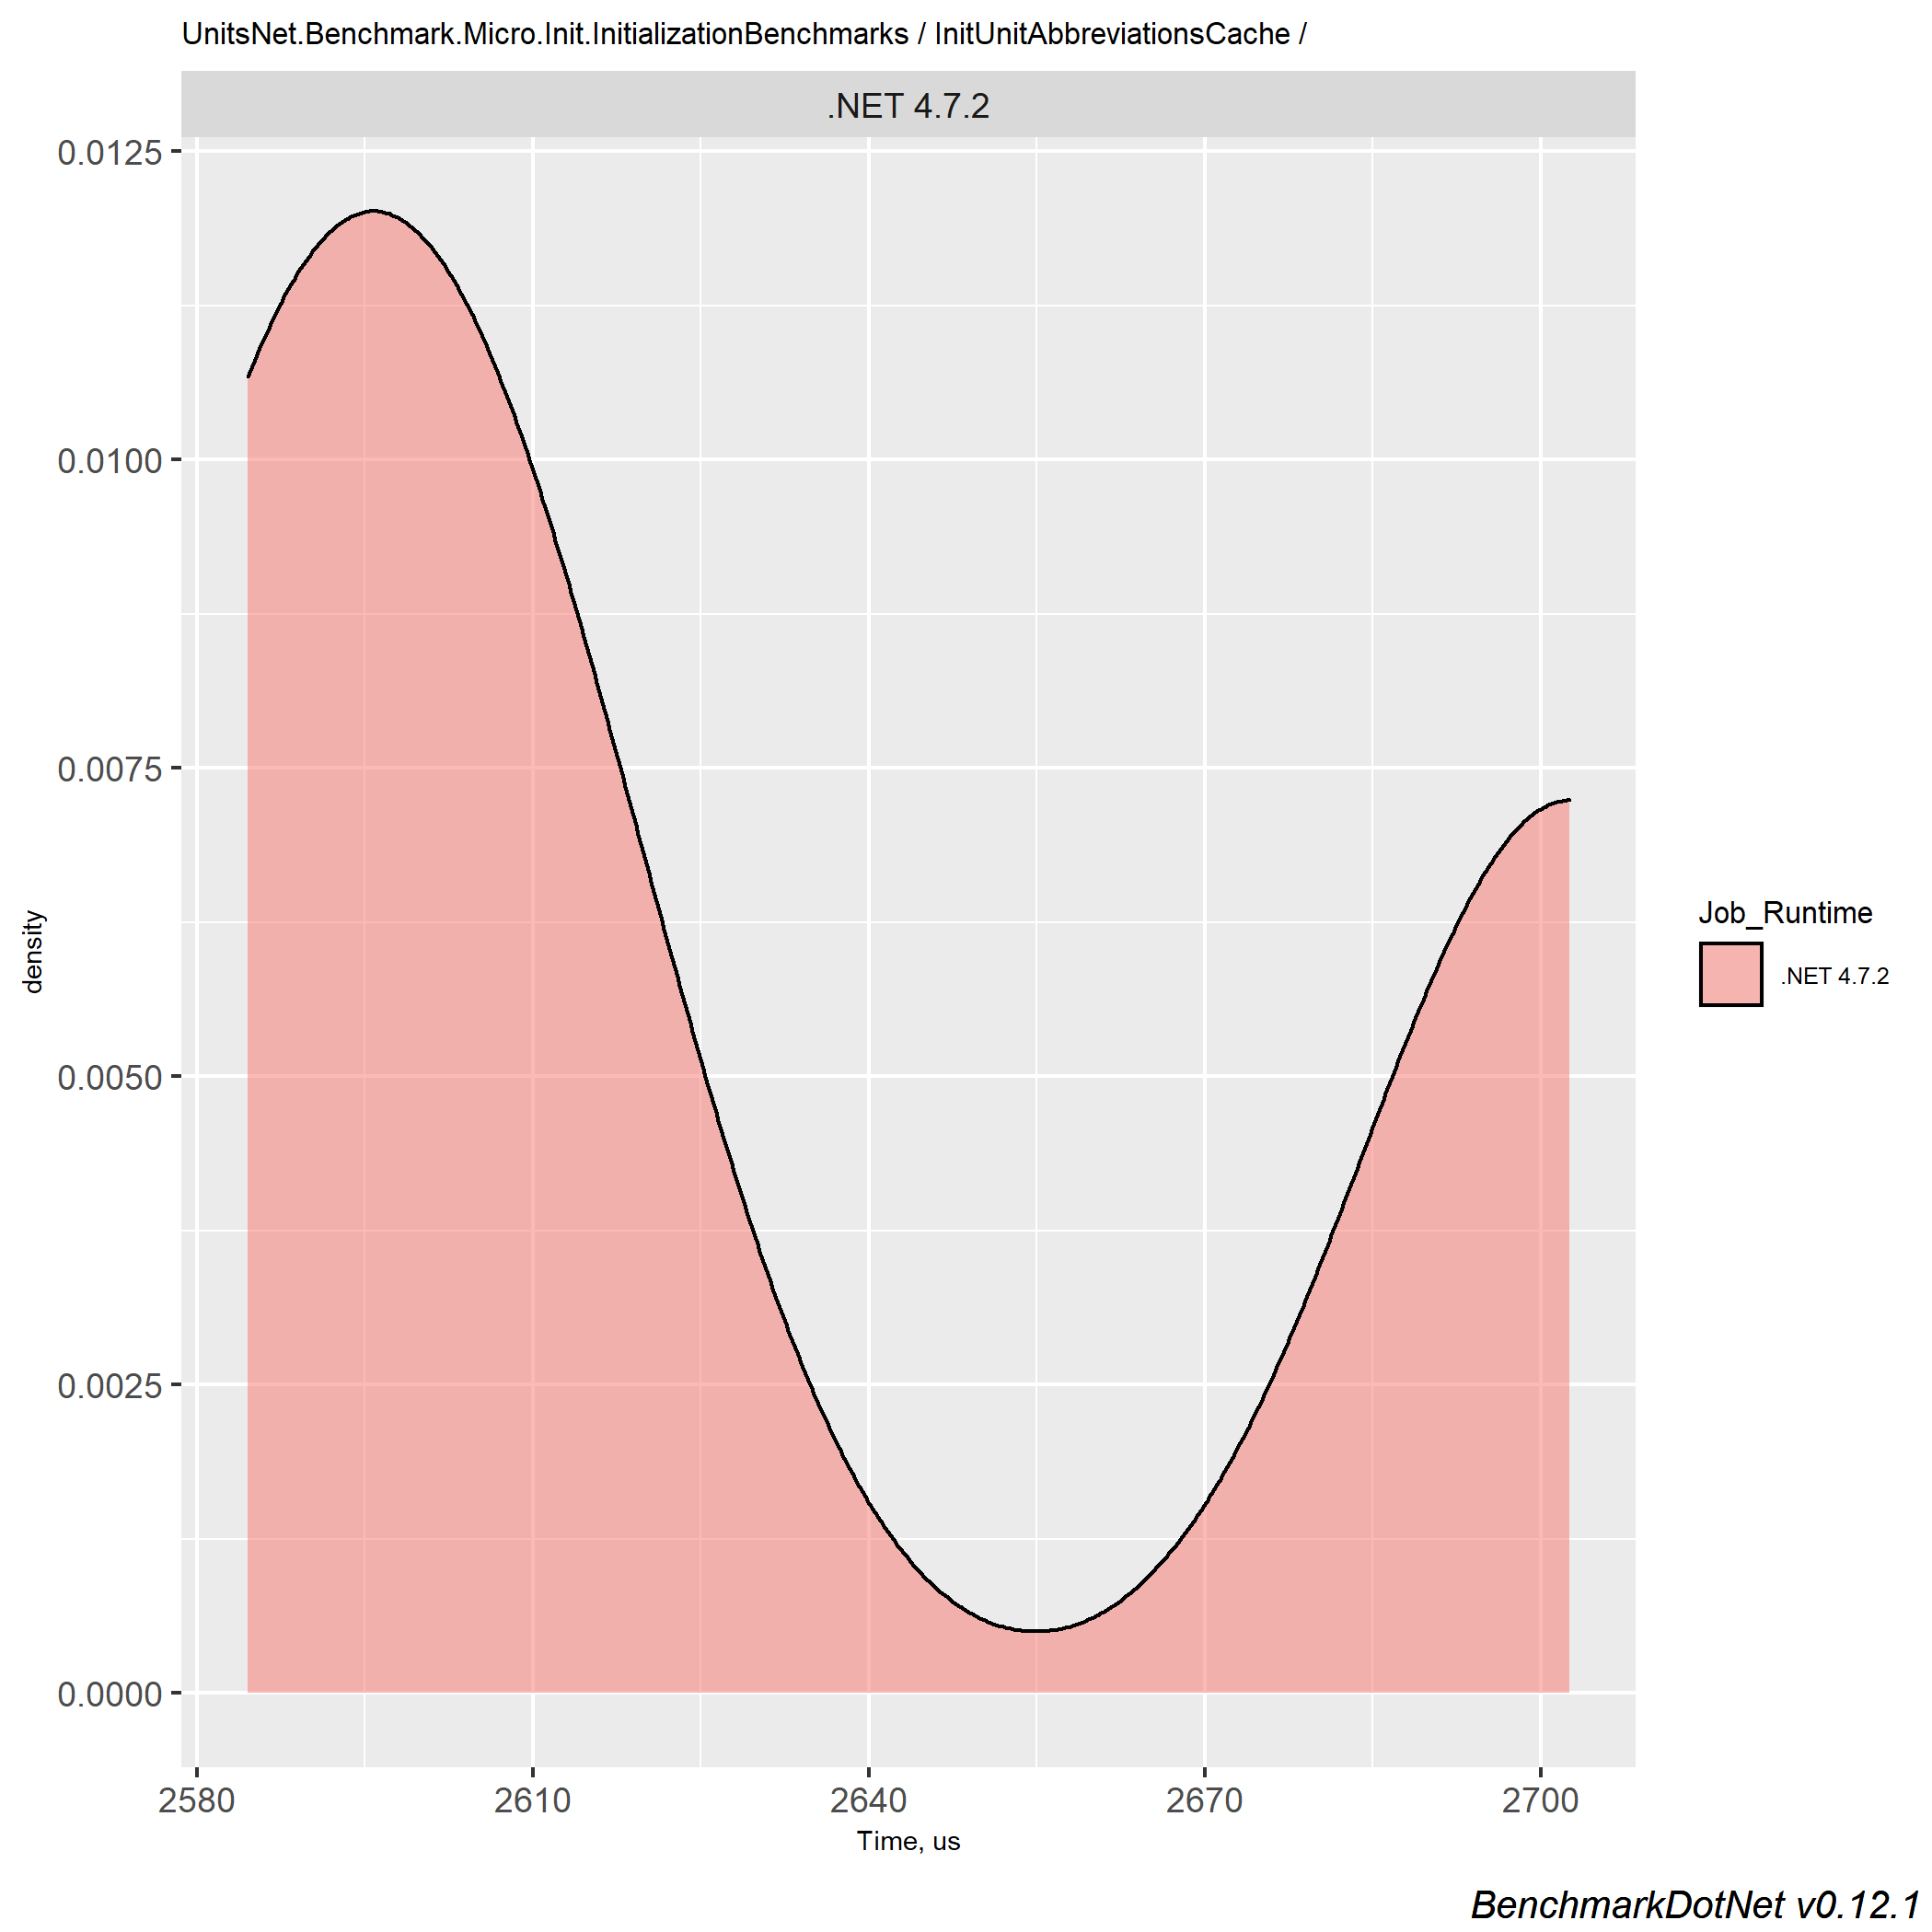 UnitsNet.Benchmark.Micro.Init.InitializationBenchmarks / InitUnitAbbreviationsCache /
.NET 4.7.2
0.0125
0.0100
0.0075
0.0050
0.0025
0.0000
density
2580 2610 2640 2670 2700
Time, us
Job_Runtime
.NET 4.7.2
BenchmarkDotNet v0.12.1